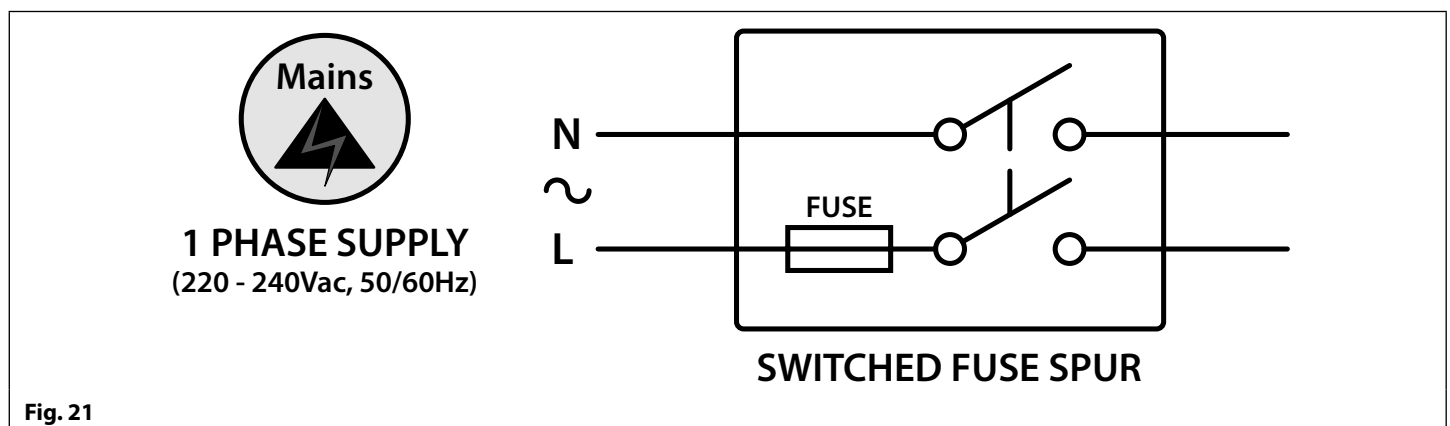 Mains
1 PHASE SUPPLY
(220 - 240Vac, 50/60Hz)
N
~
L
FUSE
SWITCHED FUSE SPUR
Fig. 21